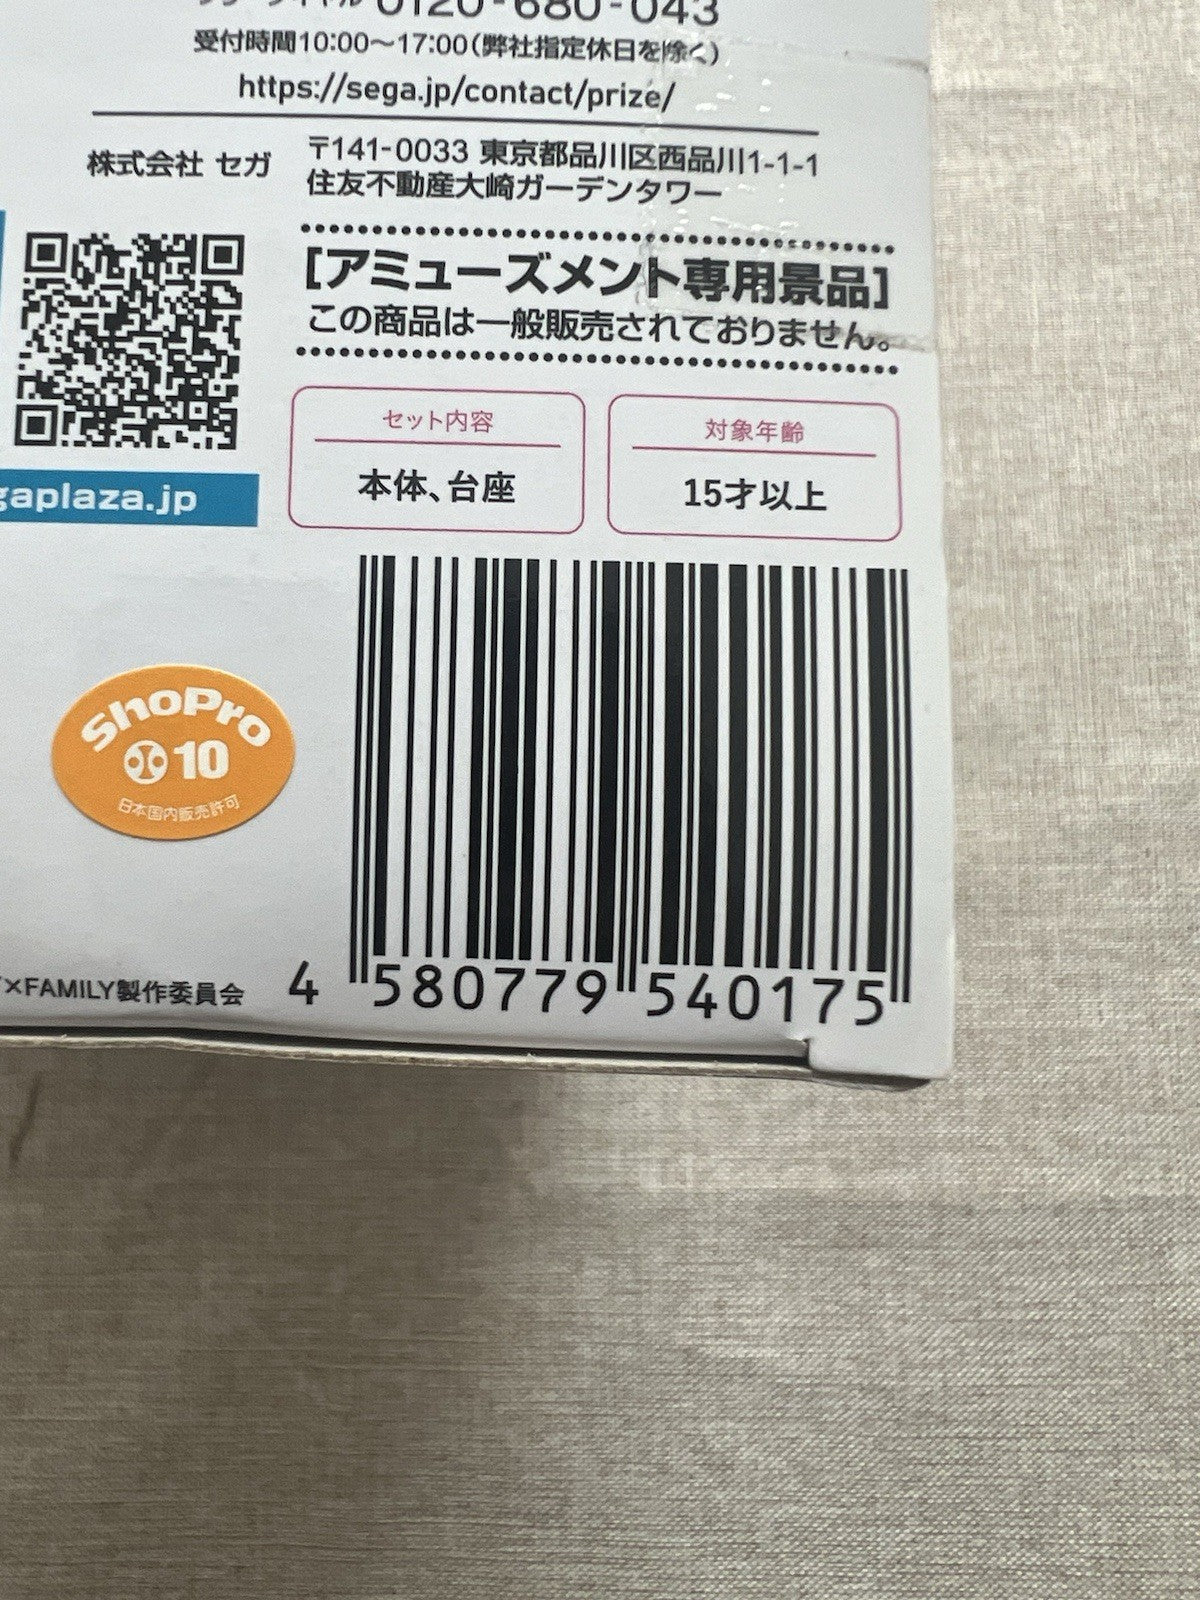 フリーダイヤル 0120-680-043
受付時間10:00～17:00(弊社指定休日を除く)
https://sega.jp/contact/prize/
株式会社 セガ
〒141-0033 東京都品川区西品川1-1-1
住友不動産大崎ガーデンタワー
[アミューズメント専用景品]
この商品は一般販売されておりません。
gaplaza.jp
セット内容
本体、台座
対象年齢
15才以上
ShoPro
10
日本国内販売許可
×FAMILY製作委員会
4 580779 540175